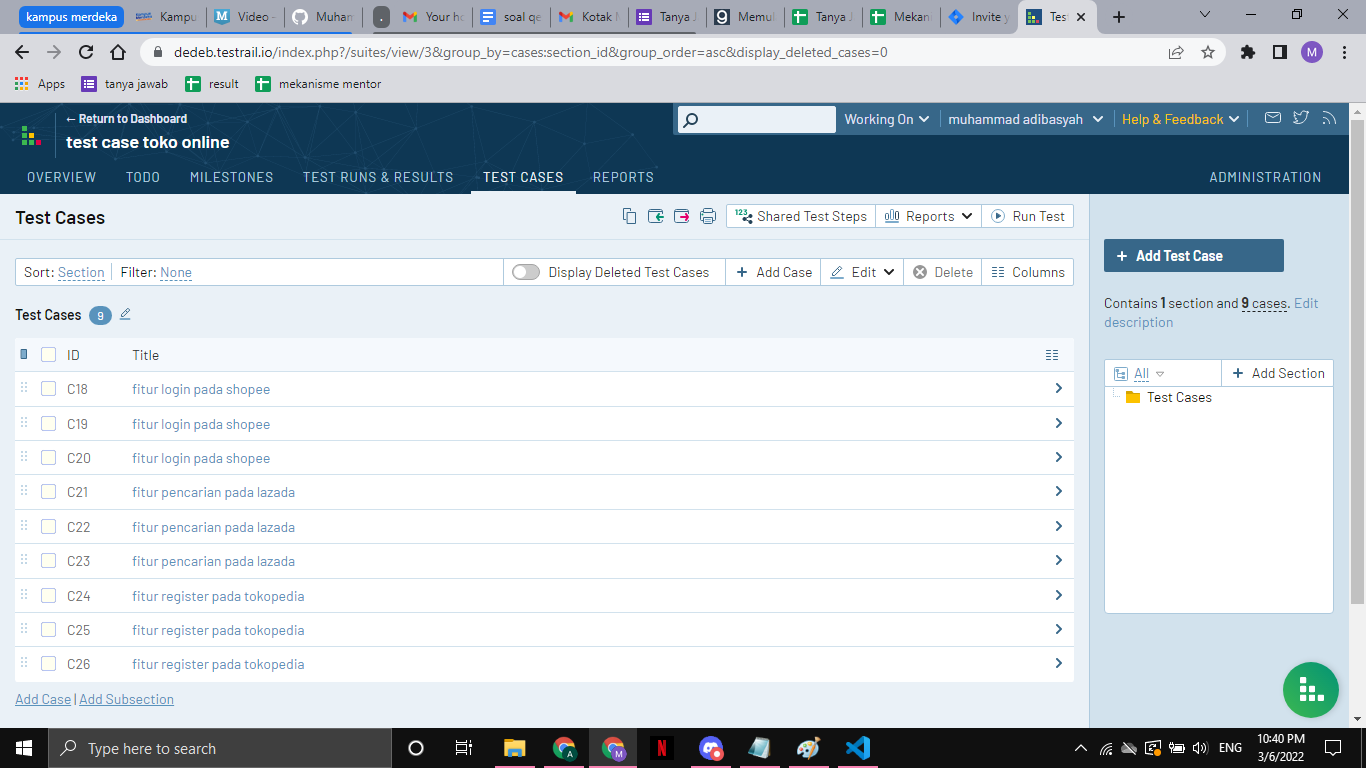 kampus merdeka
Kampu
Video -
Muham
Your ho
soal qe
Kotak M
Tanya J
Memul
Tanya J
Mekani
Invite y
Tes
dedeb.testrail.io/index.php?/suites/view/3&group_by=cases:section_id&group_order=asc&display_deleted_cases=0
M
Apps
tanya jawab
result
mekanisme mentor
← Return to Dashboard
test case toko online
Working On
muhammad adibasyah
Help & Feedback
OVERVIEW
TODO
MILESTONES
TEST RUNS & RESULTS
TEST CASES
REPORTS
ADMINISTRATION
Test Cases
123 Shared Test Steps
Reports
Run Test
+ Add Test Case
Sort: Section
Filter: None
Display Deleted Test Cases
+ Add Case
Edit
Delete
Columns
Contains 1 section and 9 cases. Edit
description
Test Cases 9
ID Title
C18 fitur login pada shopee
C19 fitur login pada shopee
C20 fitur login pada shopee
C21 fitur pencarian pada lazada
C22 fitur pencarian pada lazada
C23 fitur pencarian pada lazada
C24 fitur register pada tokopedia
C25 fitur register pada tokopedia
C26 fitur register pada tokopedia
Add Case | Add Subsection
All
+ Add Section
Test Cases
Type here to search
A
M
N
ENG
10:40 PM
3/6/2022